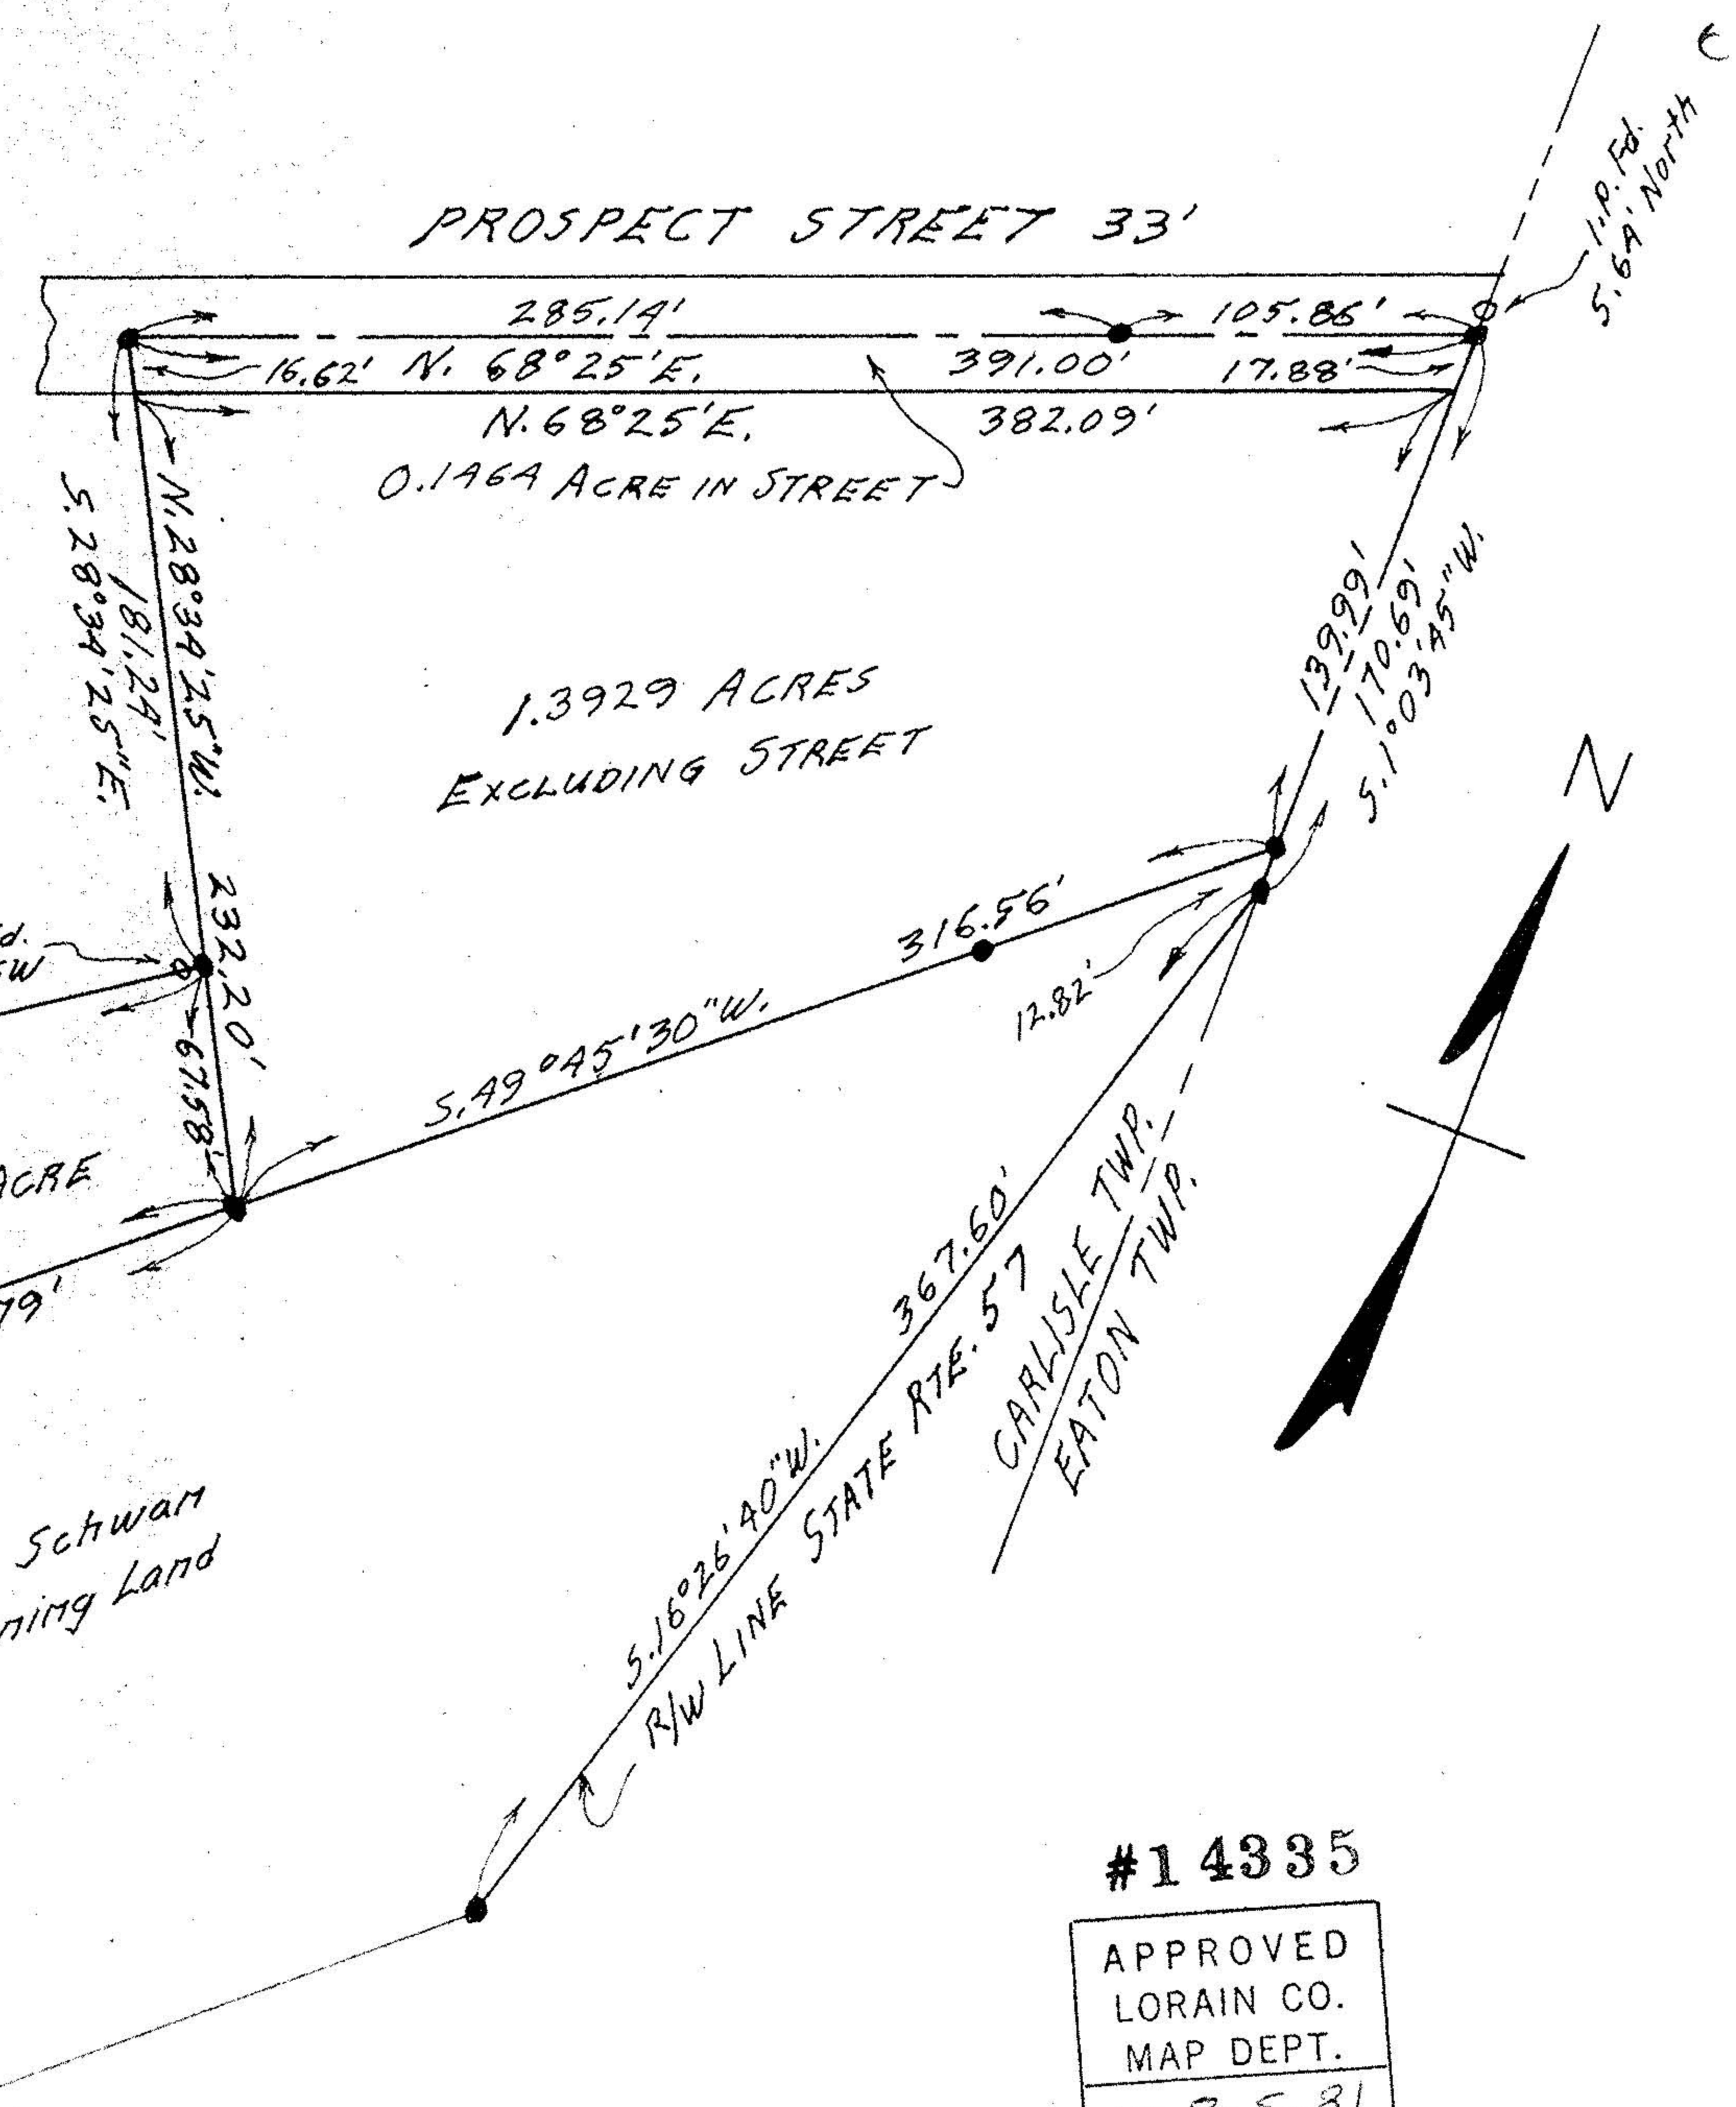 I.P. Fd.
5.64' North
PROSPECT STREET 33'
285.14'
105.86'
16.62'
N. 68°25'E.
391.00'
17.88'
N. 68°25'E.
382.09'
0.1464 ACRE IN STREET
S. 28°34'25"E.
181.24'
N. 28°34'25"W.
232.20'
139.99'
170.69'
S. 1°03'45"W.
1.3929 ACRES
EXCLUDING STREET
N
d.
W
67.58'
316.56'
12.82'
S. 49°45'30"W.
ACRE
79'
367.60'
S. 16°26'40"W.
R/W LINE STATE RTE. 57
CARLISLE TWP.
EATON TWP.
Schwan
ning Land
#14335
APPROVED
LORAIN CO.
MAP DEPT.